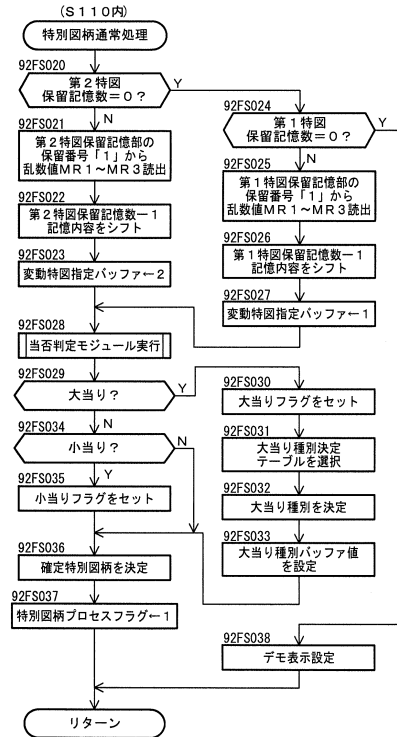 (S110内)
特別図柄通常処理
92FS020
第2特図
保留記憶数=0?
Y
N
92FS021
第2特図保留記憶部の
保留番号「1」から
乱数値MR1~MR3読出
92FS022
第2特図保留記憶数-1
記憶内容をシフト
92FS023
変動特図指定バッファ←2
92FS024
第1特図
保留記憶数=0?
Y
N
92FS025
第1特図保留記憶部の
保留番号「1」から
乱数値MR1~MR3読出
92FS026
第1特図保留記憶数-1
記憶内容をシフト
92FS027
変動特図指定バッファ←1
92FS028
当否判定モジュール実行
92FS029
大当り?
Y
N
92FS030
大当りフラグをセット
92FS031
大当り種別決定
テーブルを選択
92FS032
大当り種別を決定
92FS033
大当り種別バッファ値
を設定
92FS034
小当り?
N
Y
92FS035
小当りフラグをセット
92FS036
確定特別図柄を決定
92FS037
特別図柄プロセスフラグ←1
92FS038
デモ表示設定
リターン